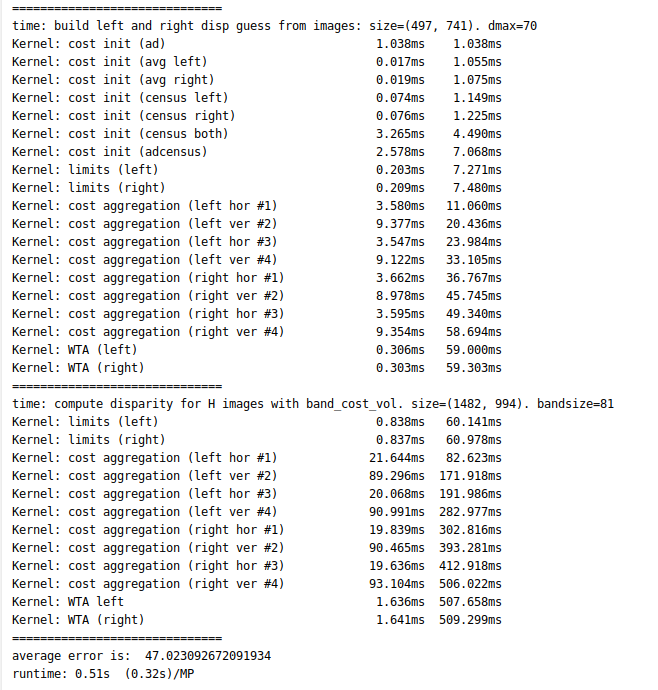 ==============================
time: build left and right disp guess from images: size=(497, 741). dmax=70
Kernel: cost init (ad) 1.038ms 1.038ms
Kernel: cost init (avg left) 0.017ms 1.055ms
Kernel: cost init (avg right) 0.019ms 1.075ms
Kernel: cost init (census left) 0.074ms 1.149ms
Kernel: cost init (census right) 0.076ms 1.225ms
Kernel: cost init (census both) 3.265ms 4.490ms
Kernel: cost init (adcensus) 2.578ms 7.068ms
Kernel: limits (left) 0.203ms 7.271ms
Kernel: limits (right) 0.209ms 7.480ms
Kernel: cost aggregation (left hor #1) 3.580ms 11.060ms
Kernel: cost aggregation (left ver #2) 9.377ms 20.436ms
Kernel: cost aggregation (left hor #3) 3.547ms 23.984ms
Kernel: cost aggregation (left ver #4) 9.122ms 33.105ms
Kernel: cost aggregation (right hor #1) 3.662ms 36.767ms
Kernel: cost aggregation (right ver #2) 8.978ms 45.745ms
Kernel: cost aggregation (right hor #3) 3.595ms 49.340ms
Kernel: cost aggregation (right ver #4) 9.354ms 58.694ms
Kernel: WTA (left) 0.306ms 59.000ms
Kernel: WTA (right) 0.303ms 59.303ms
==============================
time: compute disparity for H images with band_cost_vol. size=(1482, 994). bandsize=81
Kernel: limits (left) 0.838ms 60.141ms
Kernel: limits (right) 0.837ms 60.978ms
Kernel: cost aggregation (left hor #1) 21.644ms 82.623ms
Kernel: cost aggregation (left ver #2) 89.296ms 171.918ms
Kernel: cost aggregation (left hor #3) 20.068ms 191.986ms
Kernel: cost aggregation (left ver #4) 90.991ms 282.977ms
Kernel: cost aggregation (right hor #1) 19.839ms 302.816ms
Kernel: cost aggregation (right ver #2) 90.465ms 393.281ms
Kernel: cost aggregation (right hor #3) 19.636ms 412.918ms
Kernel: cost aggregation (right ver #4) 93.104ms 506.022ms
Kernel: WTA left 1.636ms 507.658ms
Kernel: WTA (right) 1.641ms 509.299ms
==============================
average error is:  47.023092672091934
runtime: 0.51s  (0.32s)/MP